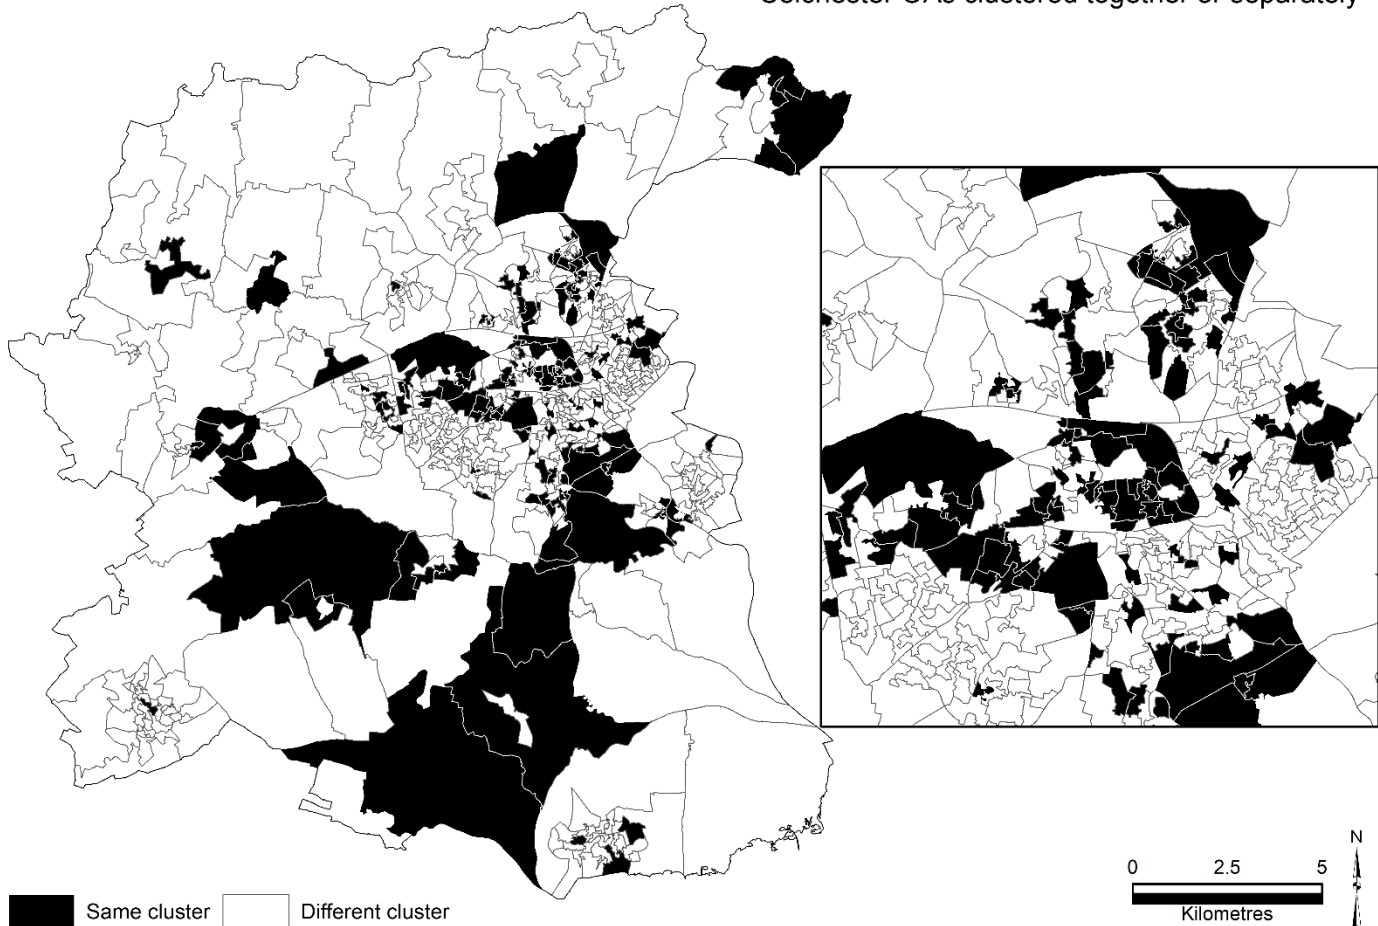 Colchester OAs clustered together or separately
Same cluster
Different cluster
0 2.5 5
Kilometres
N